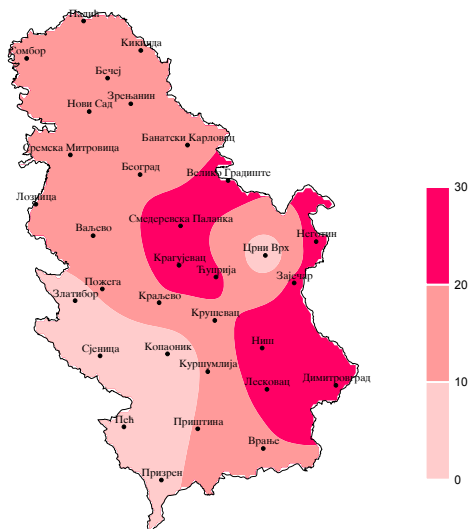 Палић
Кикинда
Сомбор
Бечеј
Зрењанин
Нови Сад
Банатски Карловац
Сремска Митровица
Београд
Велико Градиште
Лозница
Смедеревска Паланка
Ваљево
Неготин
Црни Врх
Крагујевац
Ћуприја
Зајечар
Пожега
Златибор
Краљево
Крушевац
Ниш
Сјеница
Копаоник
Куршумлија
Лесковац
Димитровград
Пећ
Приштина
Врање
Призрен
30
20
10
0